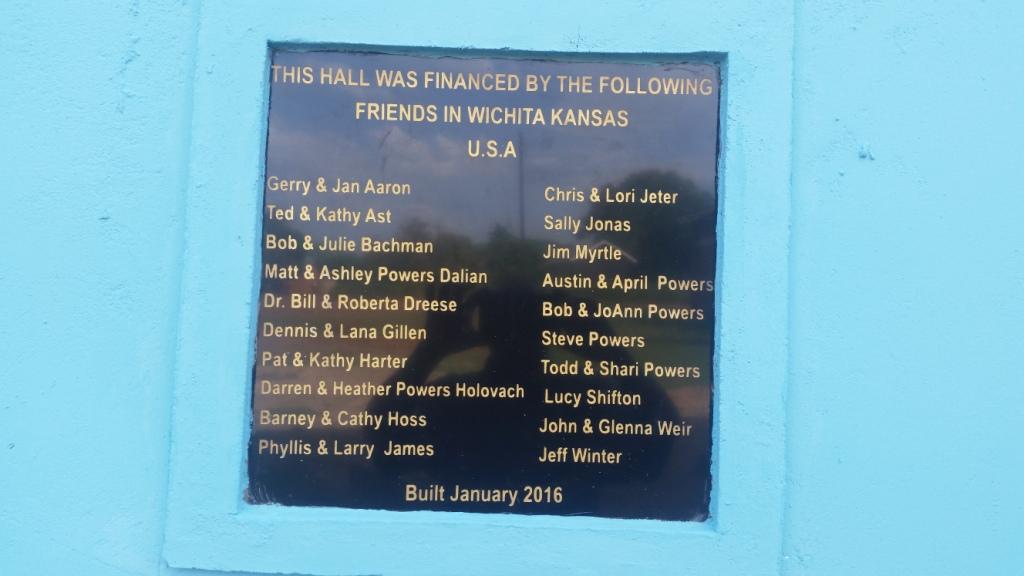 THIS HALL WAS FINANCED BY THE FOLLOWING
FRIENDS IN WICHITA KANSAS
U.S.A
Gerry & Jan Aaron
Ted & Kathy Ast
Bob & Julie Bachman
Matt & Ashley Powers Dalian
Dr. Bill & Roberta Dreese
Dennis & Lana Gillen
Pat & Kathy Harter
Darren & Heather Powers Holovach
Barney & Cathy Hoss
Phyllis & Larry James
Chris & Lori Jeter
Sally Jonas
Jim Myrtle
Austin & April Powers
Bob & JoAnn Powers
Steve Powers
Todd & Shari Powers
Lucy Shifton
John & Glenna Weir
Jeff Winter
Built January 2016